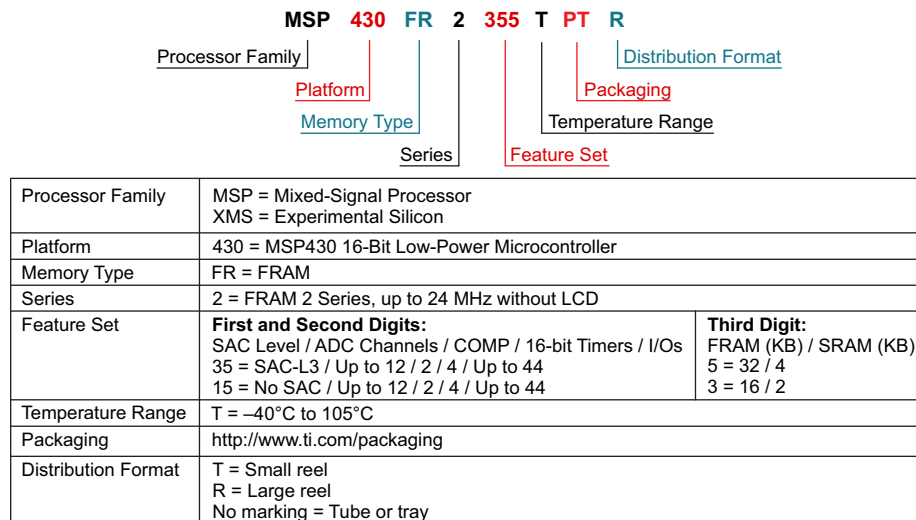 MSP 430 FR 2 355 T PT R
Processor Family
Distribution Format
Platform
Packaging
Memory Type
Temperature Range
Series
Feature Set
Processor Family
MSP = Mixed-Signal Processor
XMS = Experimental Silicon
Platform
430 = MSP430 16-Bit Low-Power Microcontroller
Memory Type
FR = FRAM
Series
2 = FRAM 2 Series, up to 24 MHz without LCD
Feature Set
First and Second Digits:
SAC Level / ADC Channels / COMP / 16-bit Timers / I/Os
35 = SAC-L3 / Up to 12 / 2 / 4 / Up to 44
15 = No SAC / Up to 12 / 2 / 4 / Up to 44
Third Digit:
FRAM (KB) / SRAM (KB)
5 = 32 / 4
3 = 16 / 2
Temperature Range
T = –40°C to 105°C
Packaging
http://www.ti.com/packaging
Distribution Format
T = Small reel
R = Large reel
No marking = Tube or tray